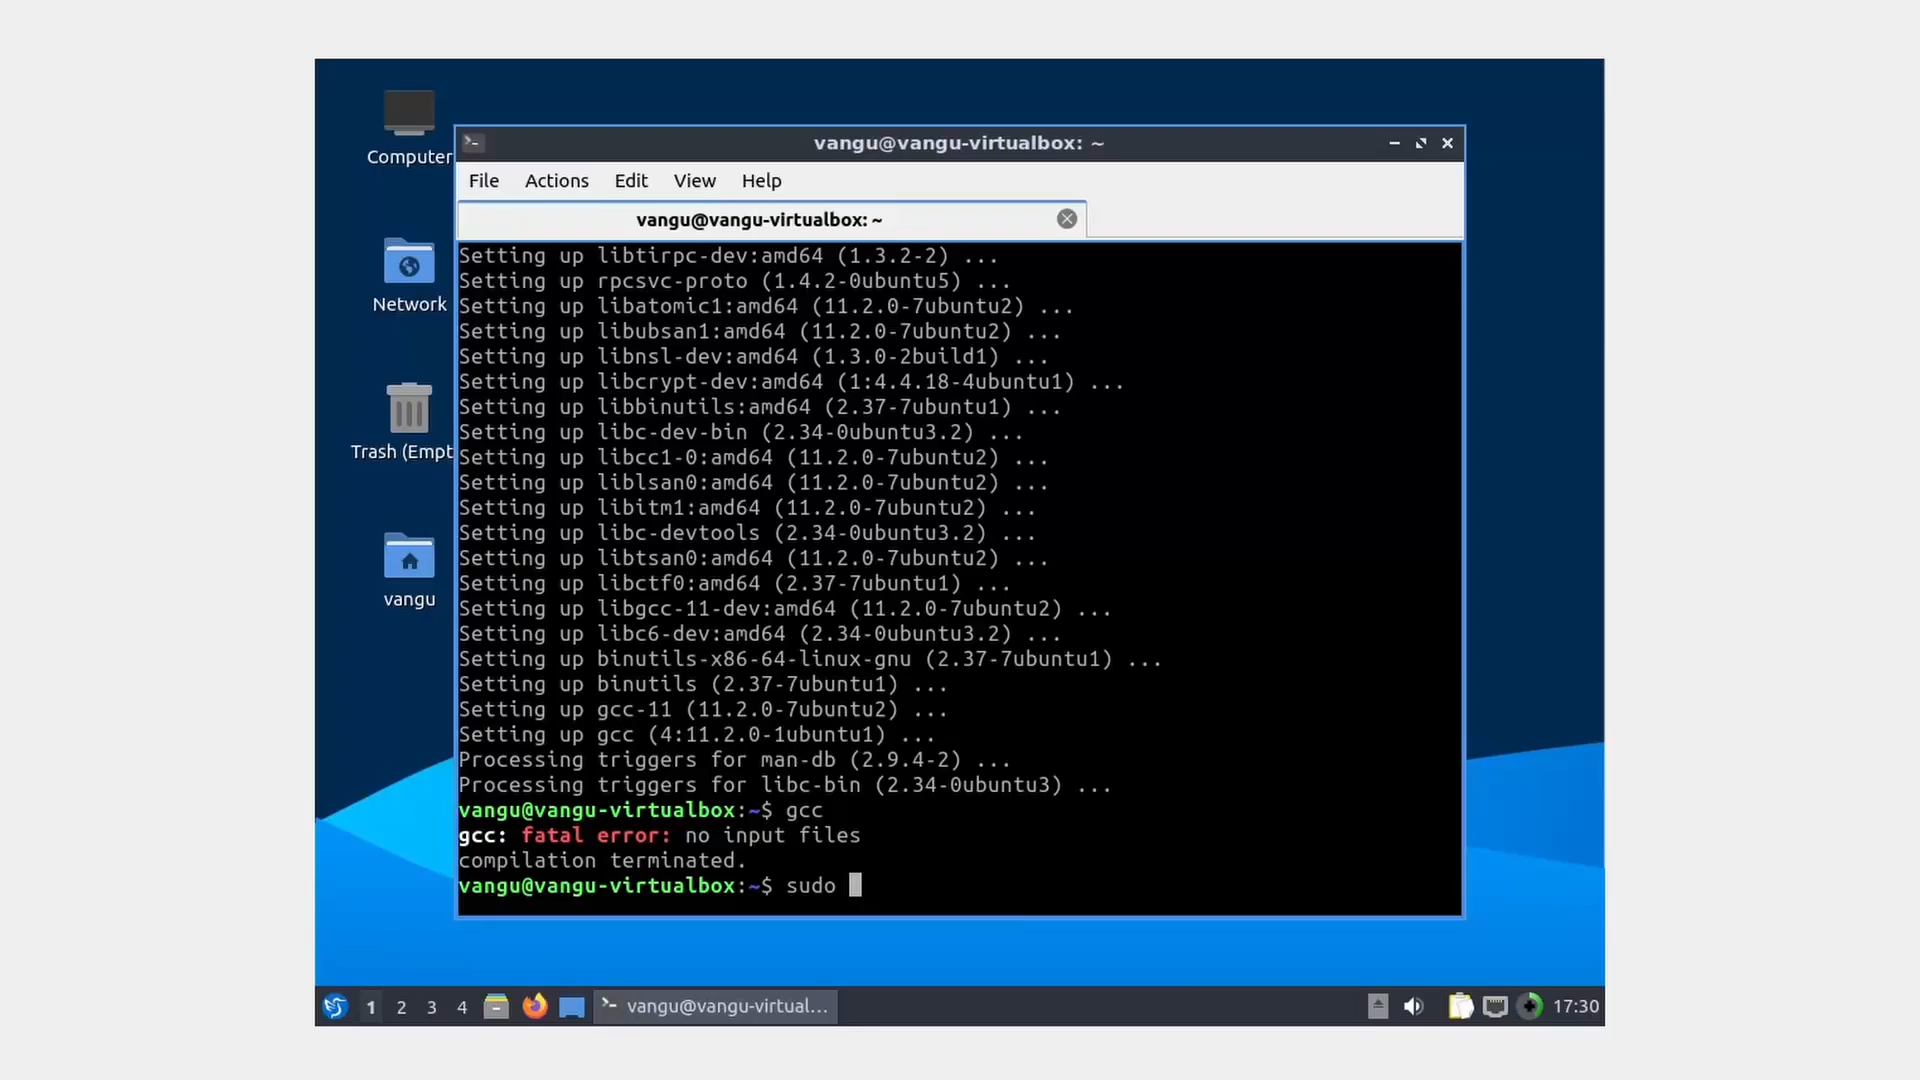 Computer
Network
Trash (Empt
vangu
vangu@vangu-virtualbox: ~
File Actions Edit View Help
vangu@vangu-virtualbox: ~
Setting up libtirpc-dev:amd64 (1.3.2-2) ...
Setting up rpcsvc-proto (1.4.2-0ubuntu5) ...
Setting up libatomic1:amd64 (11.2.0-7ubuntu2) ...
Setting up libubsan1:amd64 (11.2.0-7ubuntu2) ...
Setting up libnsl-dev:amd64 (1.3.0-2build1) ...
Setting up libcrypt-dev:amd64 (1:4.4.18-4ubuntu1) ...
Setting up libbinutils:amd64 (2.37-7ubuntu1) ...
Setting up libc-dev-bin (2.34-0ubuntu3.2) ...
Setting up libcc1-0:amd64 (11.2.0-7ubuntu2) ...
Setting up liblsan0:amd64 (11.2.0-7ubuntu2) ...
Setting up libitm1:amd64 (11.2.0-7ubuntu2) ...
Setting up libc-devtools (2.34-0ubuntu3.2) ...
Setting up libtsan0:amd64 (11.2.0-7ubuntu2) ...
Setting up libctf0:amd64 (2.37-7ubuntu1) ...
Setting up libgcc-11-dev:amd64 (11.2.0-7ubuntu2) ...
Setting up libc6-dev:amd64 (2.34-0ubuntu3.2) ...
Setting up binutils-x86-64-linux-gnu (2.37-7ubuntu1) ...
Setting up binutils (2.37-7ubuntu1) ...
Setting up gcc-11 (11.2.0-7ubuntu2) ...
Setting up gcc (4:11.2.0-1ubuntu1) ...
Processing triggers for man-db (2.9.4-2) ...
Processing triggers for libc-bin (2.34-0ubuntu3) ...
vangu@vangu-virtualbox:~$ gcc
gcc: fatal error: no input files
compilation terminated.
vangu@vangu-virtualbox:~$ sudo
1 2 3 4 vangu@vangu-virtual... 17:30